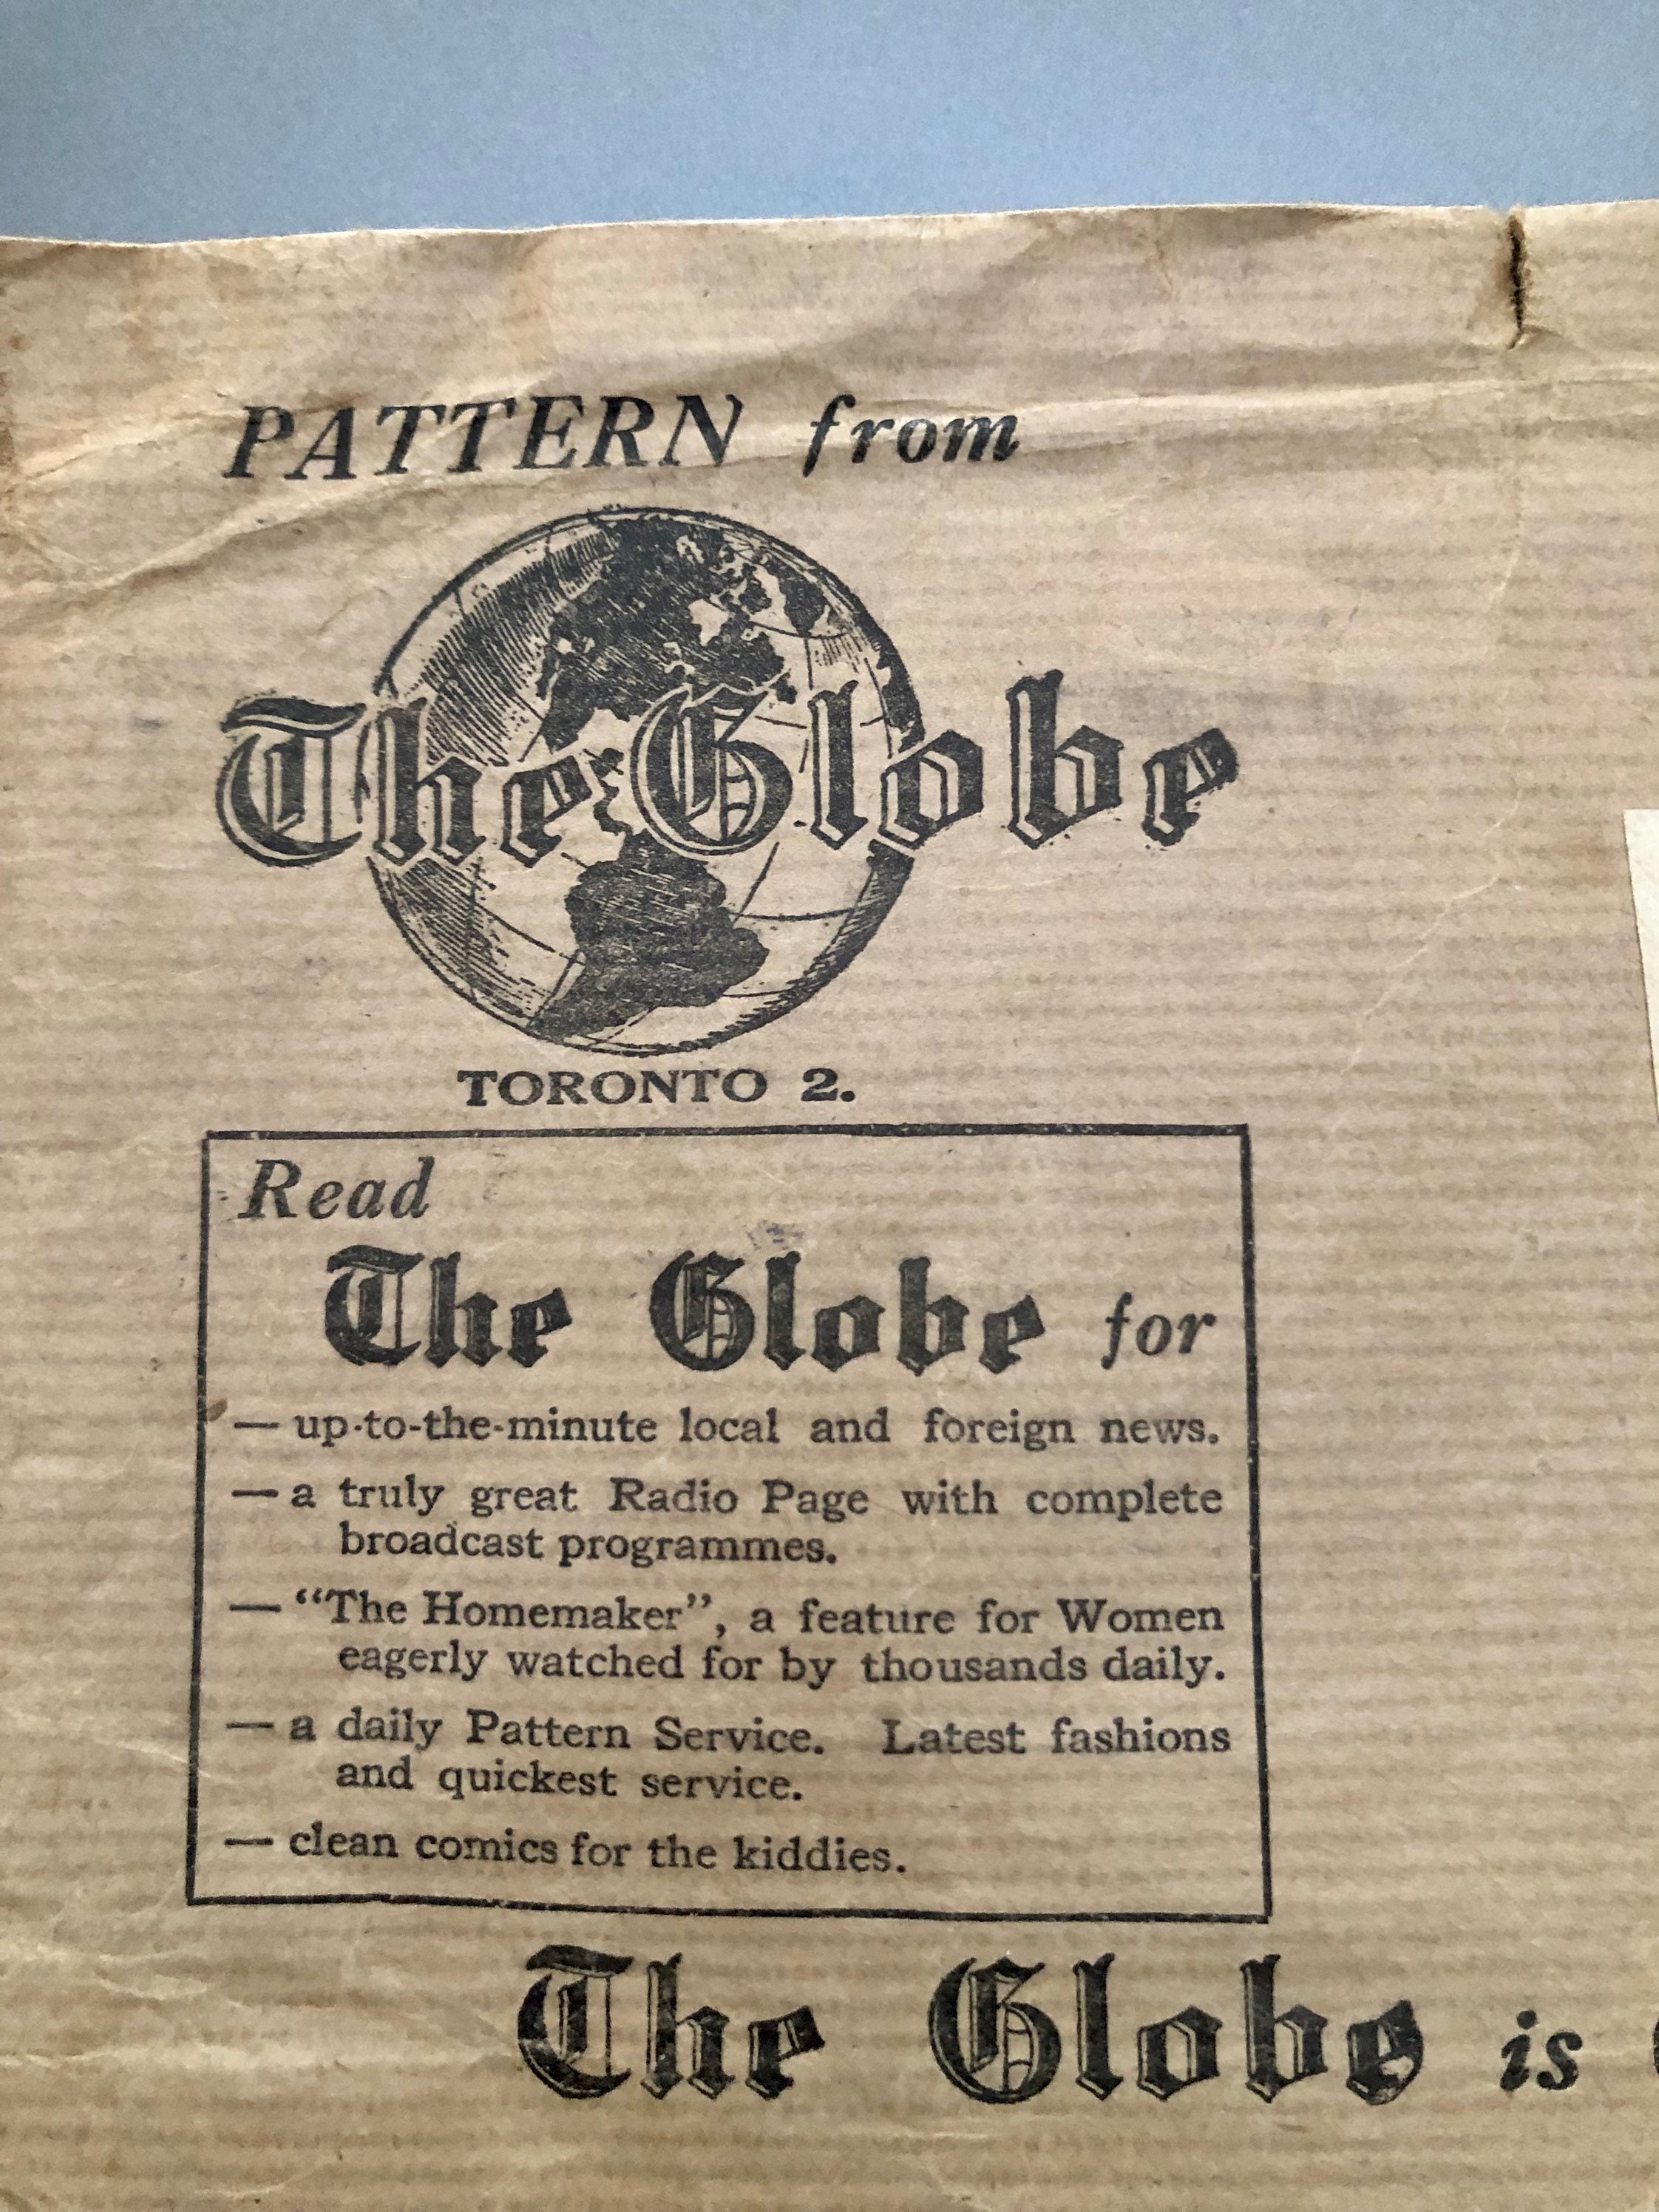 PATTERN from
The Globe
TORONTO 2.
Read
The Globe for
— up-to-the-minute local and foreign news.
— a truly great Radio Page with complete
broadcast programmes.
— “The Homemaker”, a feature for Women
eagerly watched for by thousands daily.
— a daily Pattern Service. Latest fashions
and quickest service.
— clean comics for the kiddies.
The Globe is